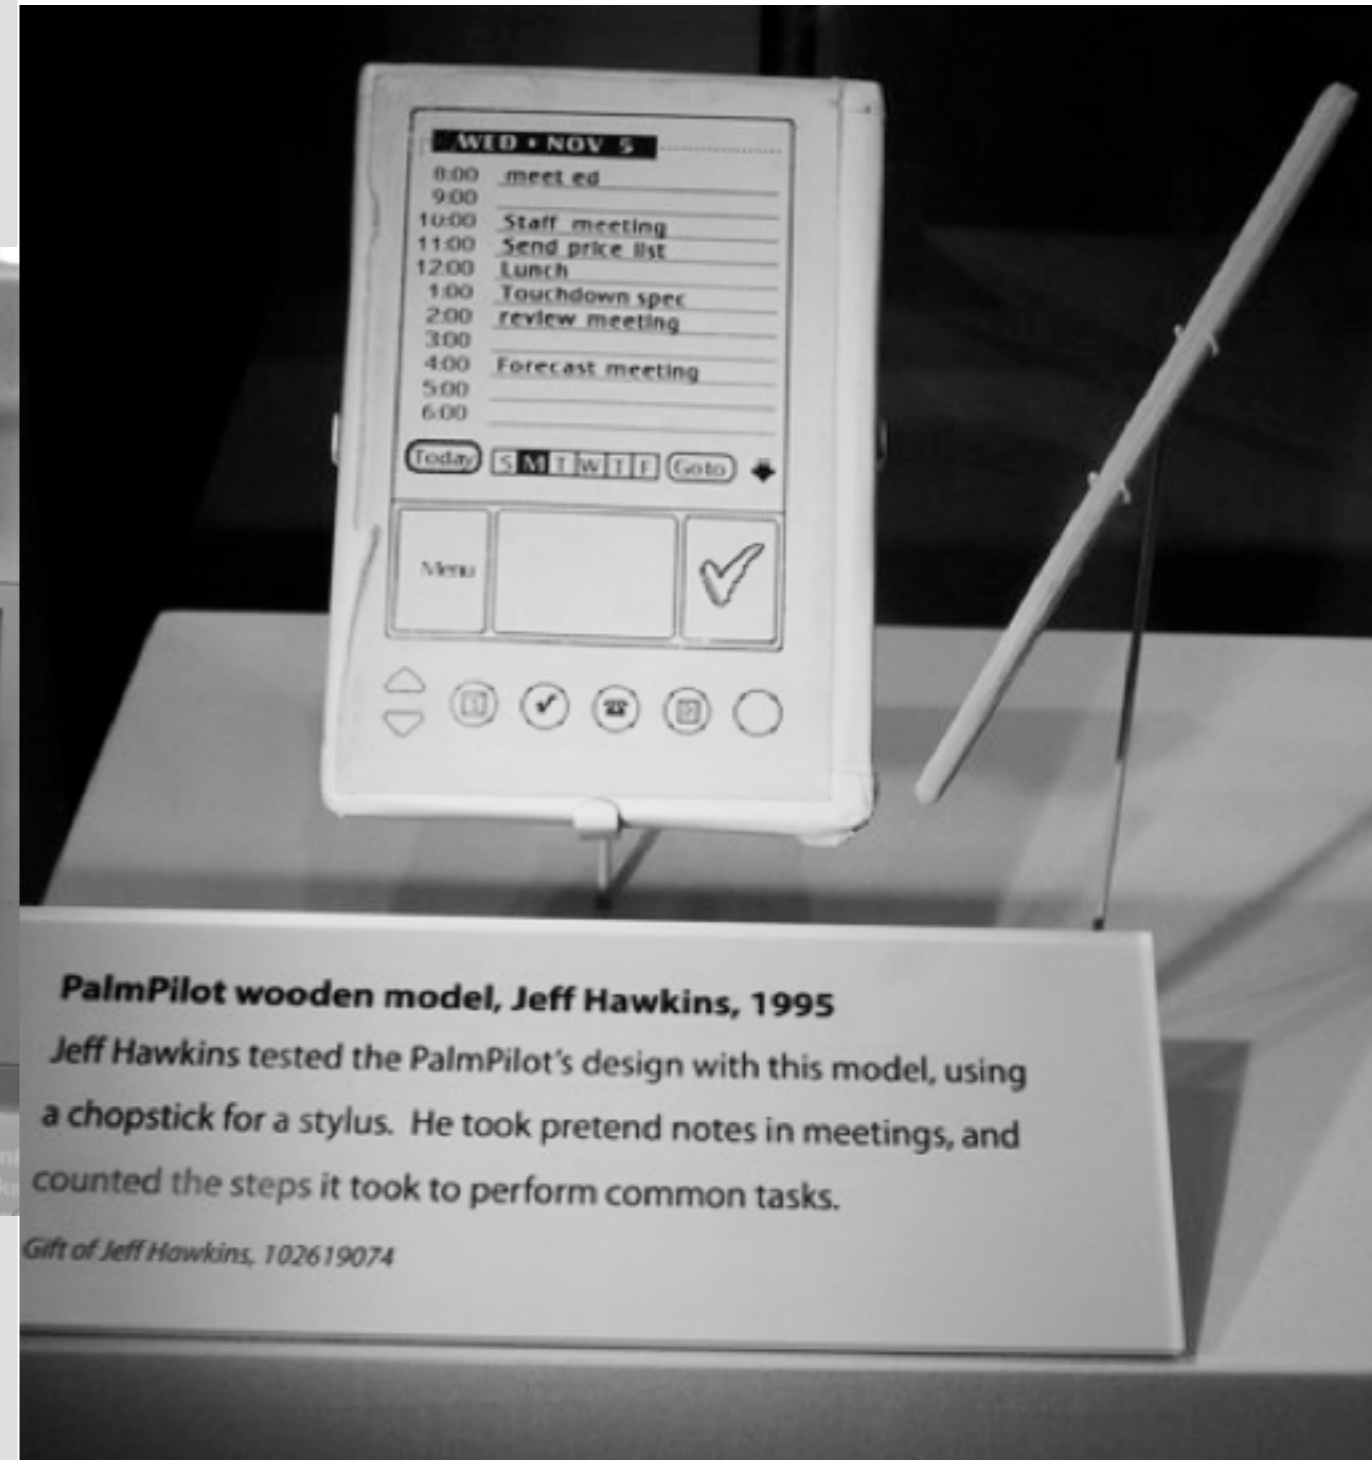 WED • NOV 5
8:00 meet ed
9:00
10:00 Staff meeting
11:00 Send price list
12:00 Lunch
1:00 Touchdown spec
2:00 review meeting
3:00
4:00 Forecast meeting
5:00
6:00
Today S M T W T F Go to
Menu
PalmPilot wooden model, Jeff Hawkins, 1995
Jeff Hawkins tested the PalmPilot's design with this model, using
a chopstick for a stylus. He took pretend notes in meetings, and
counted the steps it took to perform common tasks.
Gift of Jeff Hawkins, 102619074